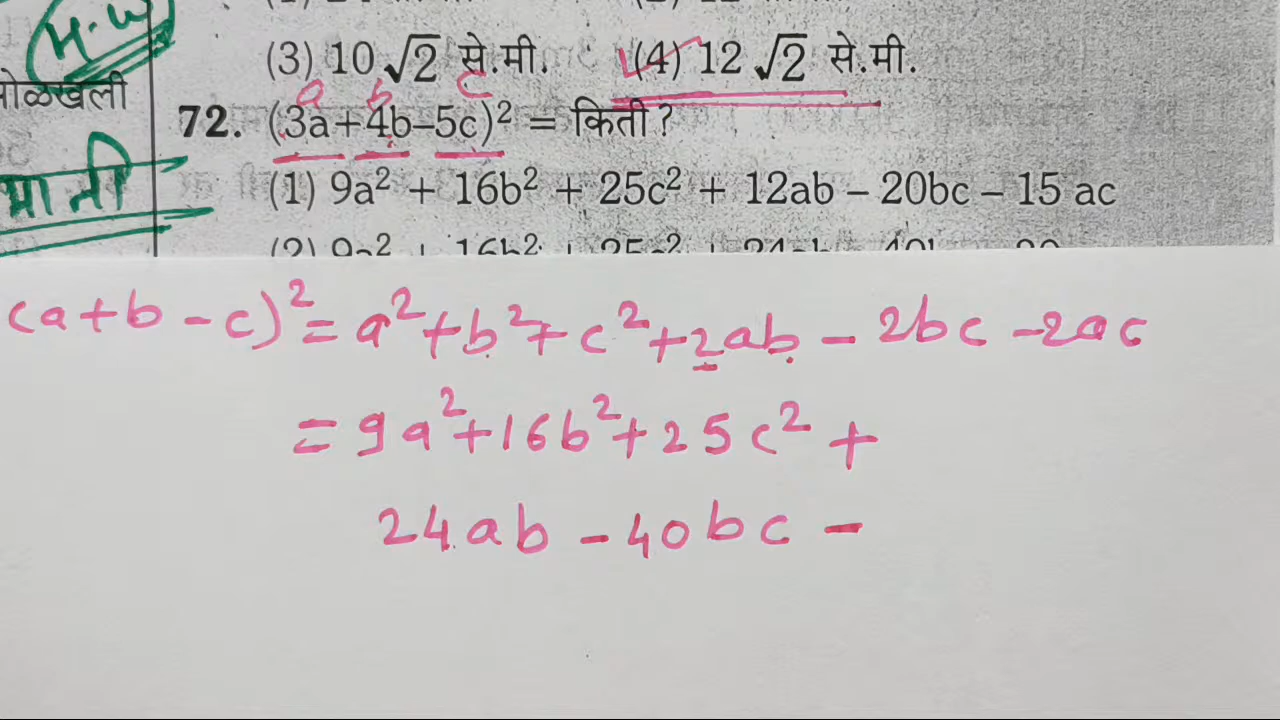 H.W
(3) 10 √2 से.मी. (4) 12 √2 से.मी.
ोळखली
a b c
72. (3a+4b–5c)² = किती?
(1) 9a² + 16b² + 25c² + 12ab – 20bc – 15 ac
(a+b-c)² = a²+b²+c²+2ab - 2bc -2ac
= 9a²+16b²+25c² +
24ab - 40bc -